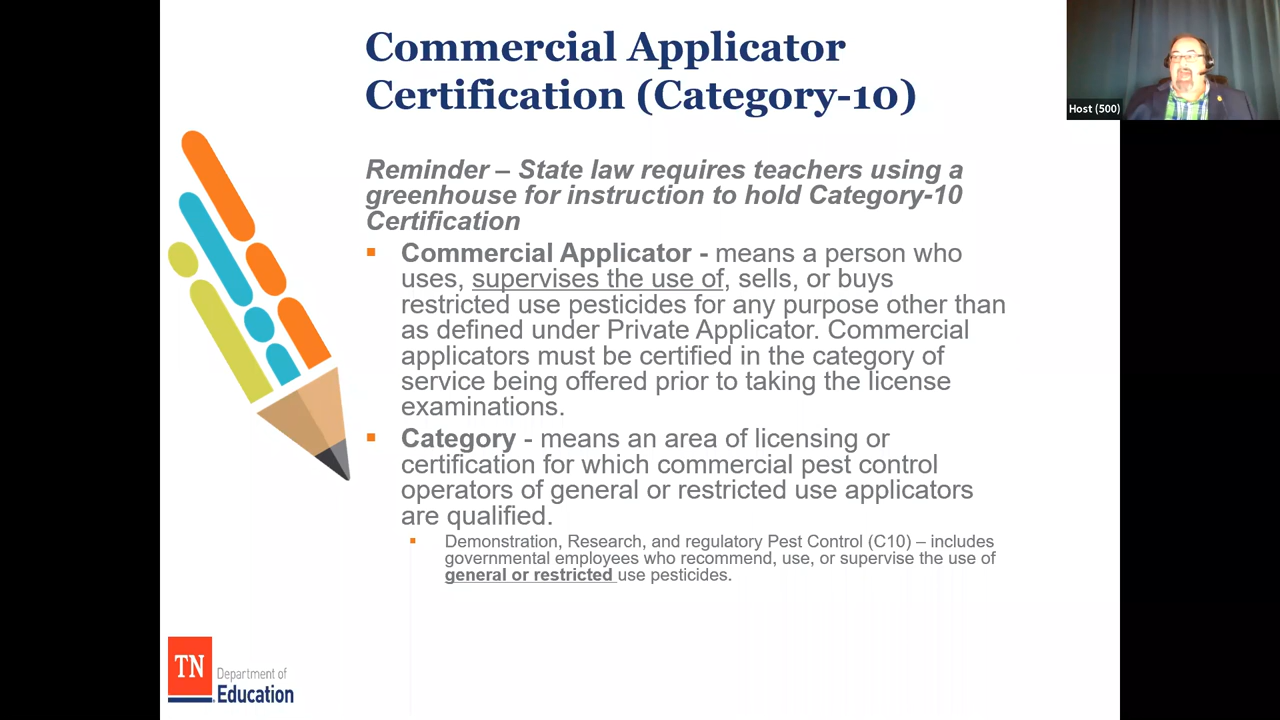 Commercial Applicator
Certification (Category-10)
Host (500)
Reminder – State law requires teachers using a
greenhouse for instruction to hold Category-10
Certification
Commercial Applicator - means a person who
uses, supervises the use of, sells, or buys
restricted use pesticides for any purpose other than
as defined under Private Applicator. Commercial
applicators must be certified in the category of
service being offered prior to taking the license
examinations.
Category - means an area of licensing or
certification for which commercial pest control
operators of general or restricted use applicators
are qualified.
Demonstration, Research, and regulatory Pest Control (C10) – includes
governmental employees who recommend, use, or supervise the use of
general or restricted use pesticides.
TN
Department of
Education